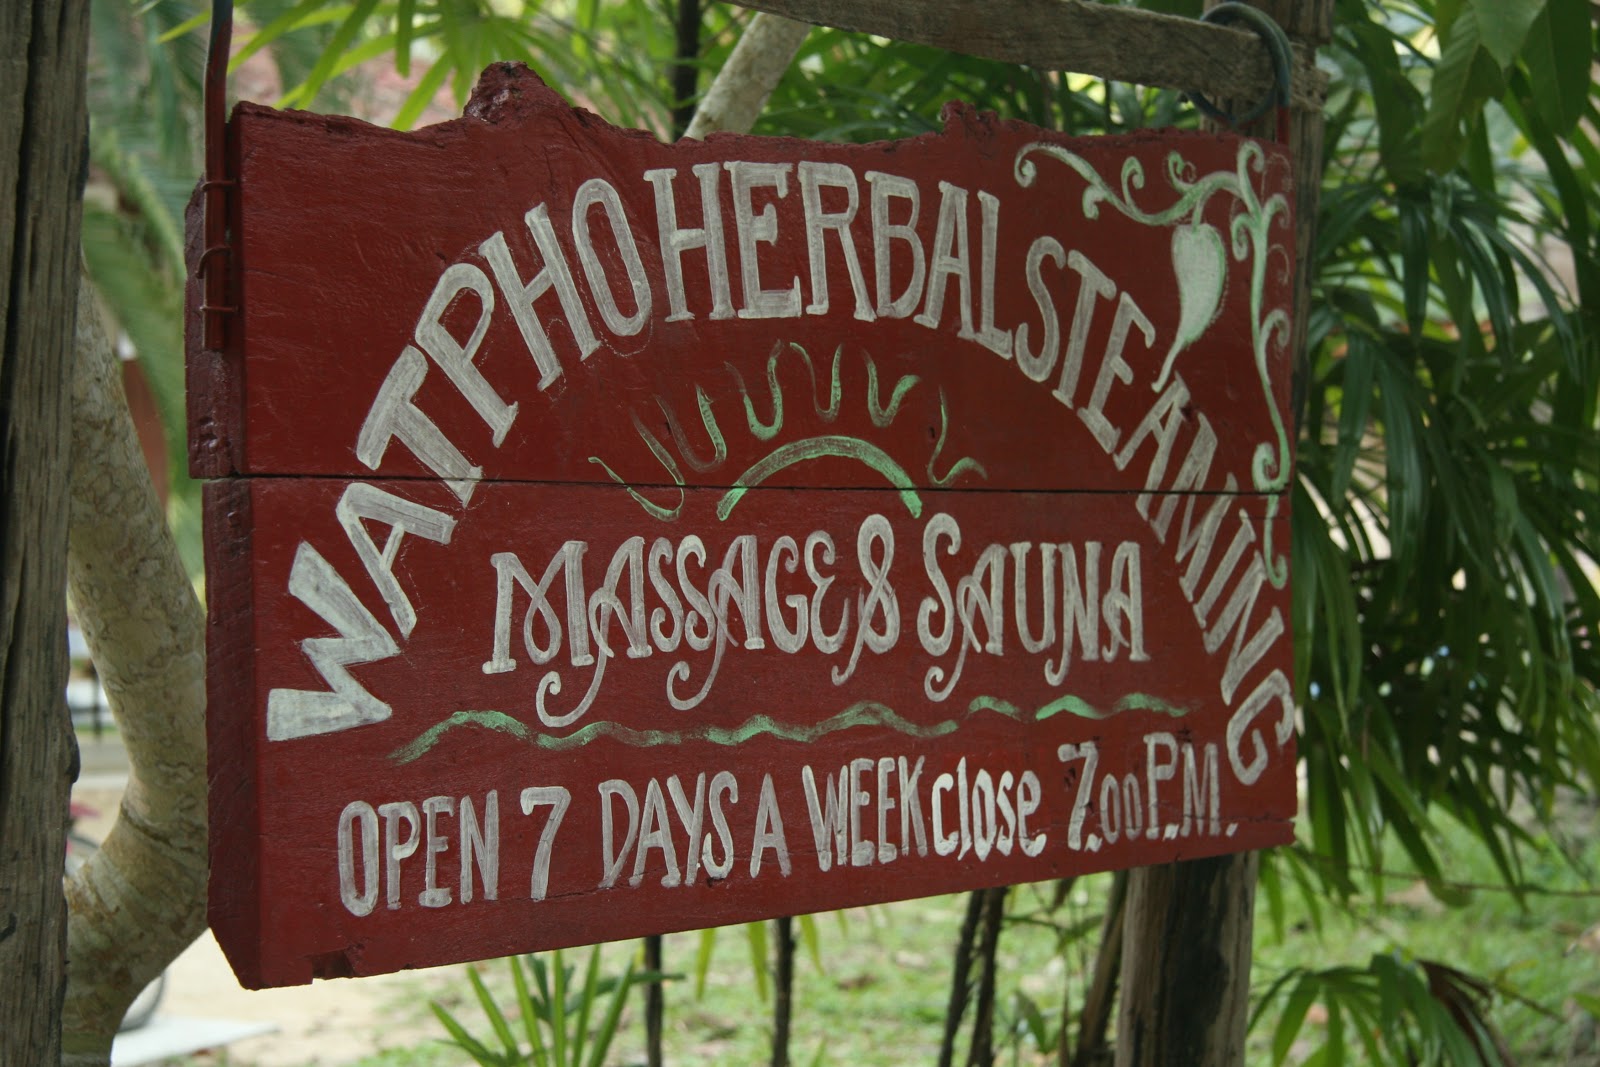 WATPHO HERBAL STEAMING
MASSAGE & SAUNA
OPEN 7 DAYS A WEEK close 7.00 P.M.